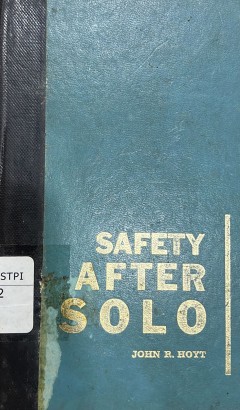 SAFETY
AFTER
SOLO
JOHN R. HOYT
STPI
2